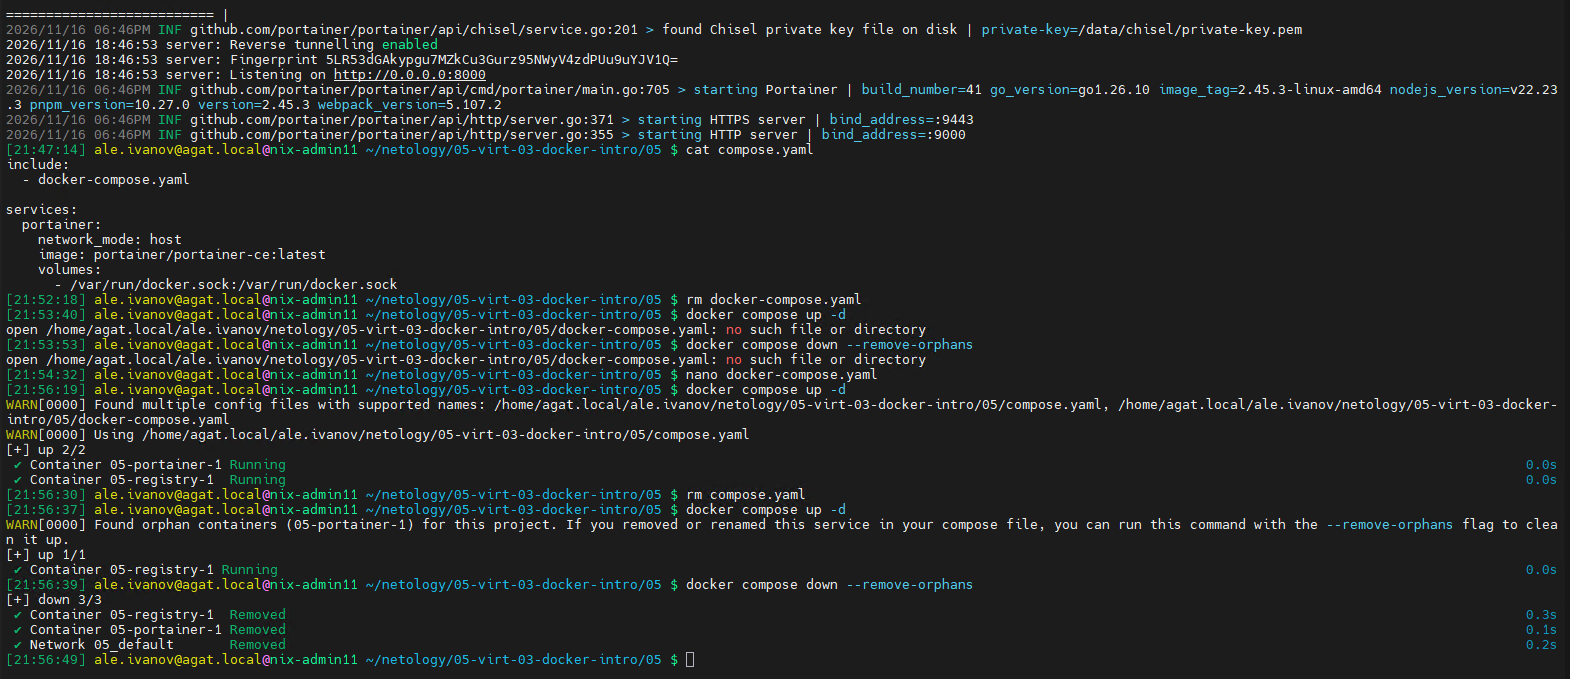 ========================== |
2026/11/16 06:46PM INF github.com/portainer/portainer/api/chisel/service.go:201 > found Chisel private key file on disk | private-key=/data/chisel/private-key.pem
2026/11/16 18:46:53 server: Reverse tunnelling enabled
2026/11/16 18:46:53 server: Fingerprint 5LR53dGAkypgu7MZkCu3Gurz95NWyV4zdPUu9uYJV1Q=
2026/11/16 18:46:53 server: Listening on http://0.0.0.0:8000
2026/11/16 06:46PM INF github.com/portainer/portainer/api/cmd/portainer/main.go:705 > starting Portainer | build_number=41 go_version=go1.26.10 image_tag=2.45.3-linux-amd64 nodejs_version=v22.23
.3 pnpm_version=10.27.0 version=2.45.3 webpack_version=5.107.2
2026/11/16 06:46PM INF github.com/portainer/portainer/api/http/server.go:371 > starting HTTPS server | bind_address=:9443
2026/11/16 06:46PM INF github.com/portainer/portainer/api/http/server.go:355 > starting HTTP server | bind_address=:9000
[21:47:14] ale.ivanov@agat.local@nix-admin11 ~/netology/05-virt-03-docker-intro/05 $ cat compose.yaml
include:
  - docker-compose.yaml

services:
  portainer:
    network_mode: host
    image: portainer/portainer-ce:latest
    volumes:
      - /var/run/docker.sock:/var/run/docker.sock
[21:52:18] ale.ivanov@agat.local@nix-admin11 ~/netology/05-virt-03-docker-intro/05 $ rm docker-compose.yaml
[21:53:40] ale.ivanov@agat.local@nix-admin11 ~/netology/05-virt-03-docker-intro/05 $ docker compose up -d
open /home/agat.local/ale.ivanov/netology/05-virt-03-docker-intro/05/docker-compose.yaml: no such file or directory
[21:53:53] ale.ivanov@agat.local@nix-admin11 ~/netology/05-virt-03-docker-intro/05 $ docker compose down --remove-orphans
open /home/agat.local/ale.ivanov/netology/05-virt-03-docker-intro/05/docker-compose.yaml: no such file or directory
[21:54:32] ale.ivanov@agat.local@nix-admin11 ~/netology/05-virt-03-docker-intro/05 $ nano docker-compose.yaml
[21:56:19] ale.ivanov@agat.local@nix-admin11 ~/netology/05-virt-03-docker-intro/05 $ docker compose up -d
WARN[0000] Found multiple config files with supported names: /home/agat.local/ale.ivanov/netology/05-virt-03-docker-intro/05/compose.yaml, /home/agat.local/ale.ivanov/netology/05-virt-03-docker-
intro/05/docker-compose.yaml
WARN[0000] Using /home/agat.local/ale.ivanov/netology/05-virt-03-docker-intro/05/compose.yaml
[+] up 2/2
 ✔ Container 05-portainer-1 Running 0.0s
 ✔ Container 05-registry-1  Running 0.0s
[21:56:30] ale.ivanov@agat.local@nix-admin11 ~/netology/05-virt-03-docker-intro/05 $ rm compose.yaml
[21:56:37] ale.ivanov@agat.local@nix-admin11 ~/netology/05-virt-03-docker-intro/05 $ docker compose up -d
WARN[0000] Found orphan containers (05-portainer-1) for this project. If you removed or renamed this service in your compose file, you can run this command with the --remove-orphans flag to clea
n it up.
[+] up 1/1
 ✔ Container 05-registry-1 Running 0.0s
[21:56:39] ale.ivanov@agat.local@nix-admin11 ~/netology/05-virt-03-docker-intro/05 $ docker compose down --remove-orphans
[+] down 3/3
 ✔ Container 05-registry-1  Removed 0.3s
 ✔ Container 05-portainer-1 Removed 0.1s
 ✔ Network 05_default       Removed 0.2s
[21:56:49] ale.ivanov@agat.local@nix-admin11 ~/netology/05-virt-03-docker-intro/05 $